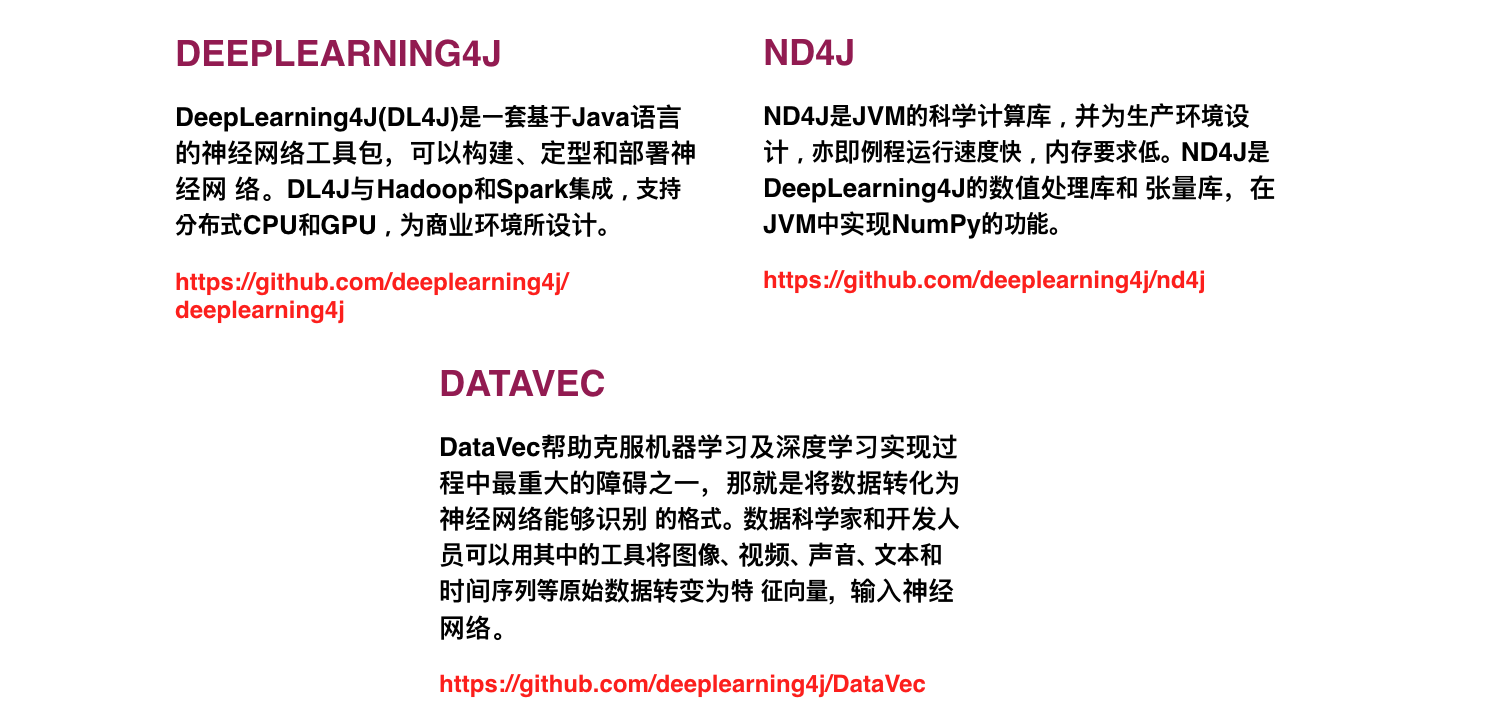 DEEPLEARNING4J
DeepLearning4J(DL4J)是一套基于Java语言
的神经网络工具包，可以构建、定型和部署神
经网 络。DL4J与Hadoop和Spark集成，支持
分布式CPU和GPU，为商业环境所设计。
https://github.com/deeplearning4j/
deeplearning4j
ND4J
ND4J是JVM的科学计算库，并为生产环境设
计，亦即例程运行速度快，内存要求低。ND4J是
DeepLearning4J的数值处理库和 张量库，在
JVM中实现NumPy的功能。
https://github.com/deeplearning4j/nd4j
DATAVEC
DataVec帮助克服机器学习及深度学习实现过
程中最重大的障碍之一，那就是将数据转化为
神经网络能够识别 的格式。数据科学家和开发人
员可以用其中的工具将图像、视频、声音、文本和
时间序列等原始数据转变为特 征向量，输入神经
网络。
https://github.com/deeplearning4j/DataVec